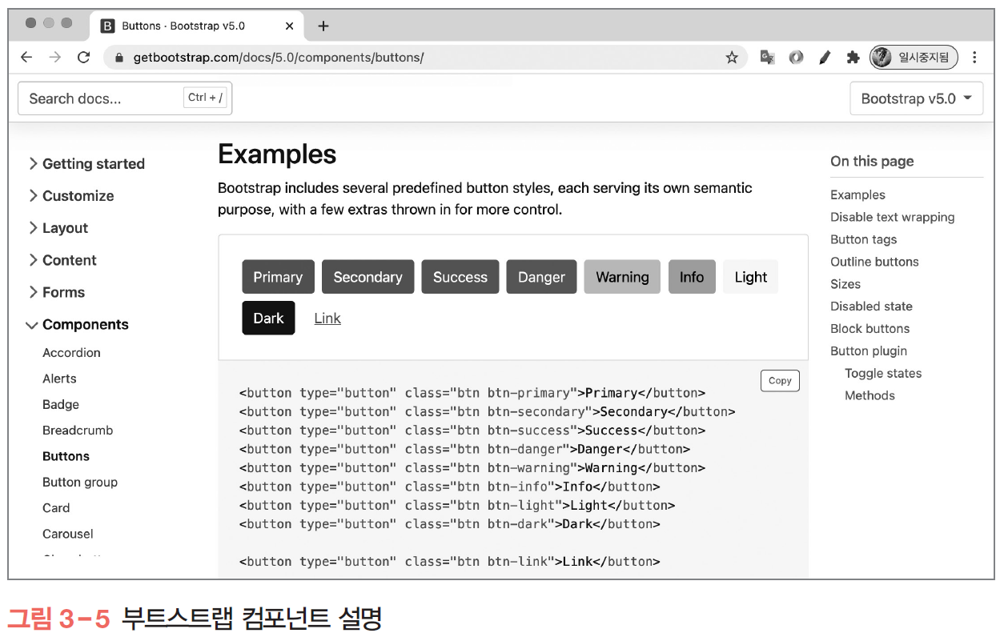 Buttons · Bootstrap v5.0
getbootstrap.com/docs/5.0/components/buttons/
일시중지됨
Search docs...
Ctrl + /
Bootstrap v5.0
Getting started
Customize
Layout
Content
Forms
Components
Accordion
Alerts
Badge
Breadcrumb
Buttons
Button group
Card
Carousel
Examples
Bootstrap includes several predefined button styles, each serving its own semantic
purpose, with a few extras thrown in for more control.
Primary
Secondary
Success
Danger
Warning
Info
Light
Dark
Link
Copy
<button type="button" class="btn btn-primary">Primary</button>
<button type="button" class="btn btn-secondary">Secondary</button>
<button type="button" class="btn btn-success">Success</button>
<button type="button" class="btn btn-danger">Danger</button>
<button type="button" class="btn btn-warning">Warning</button>
<button type="button" class="btn btn-info">Info</button>
<button type="button" class="btn btn-light">Light</button>
<button type="button" class="btn btn-dark">Dark</button>
<button type="button" class="btn btn-link">Link</button>
On this page
Examples
Disable text wrapping
Button tags
Outline buttons
Sizes
Disabled state
Block buttons
Button plugin
Toggle states
Methods
그림 3-5 부트스트랩 컴포넌트 설명